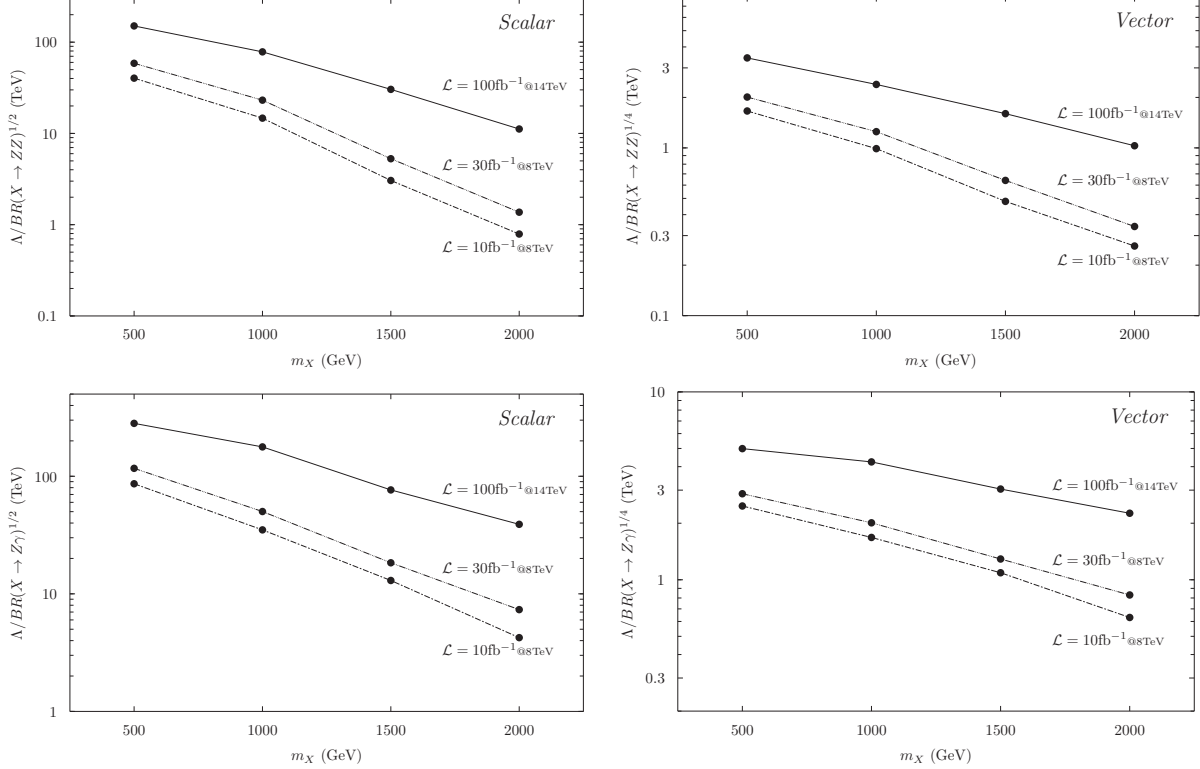 Scalar
100
10
1
0.1
Λ/BR(X → ZZ)^{1/2} (TeV)
ℒ = 100fb⁻¹@14TeV
ℒ = 30fb⁻¹@8TeV
ℒ = 10fb⁻¹@8TeV
500 1000 1500 2000
m_X (GeV)
Vector
3
1
0.3
0.1
Λ/BR(X → ZZ)^{1/4} (TeV)
ℒ = 100fb⁻¹@14TeV
ℒ = 30fb⁻¹@8TeV
ℒ = 10fb⁻¹@8TeV
500 1000 1500 2000
m_X (GeV)
Scalar
100
10
1
Λ/BR(X → Zγ)^{1/2} (TeV)
ℒ = 100fb⁻¹@14TeV
ℒ = 30fb⁻¹@8TeV
ℒ = 10fb⁻¹@8TeV
500 1000 1500 2000
m_X (GeV)
Vector
10
3
1
0.3
Λ/BR(X → Zγ)^{1/4} (TeV)
ℒ = 100fb⁻¹@14TeV
ℒ = 30fb⁻¹@8TeV
ℒ = 10fb⁻¹@8TeV
500 1000 1500 2000
m_X (GeV)